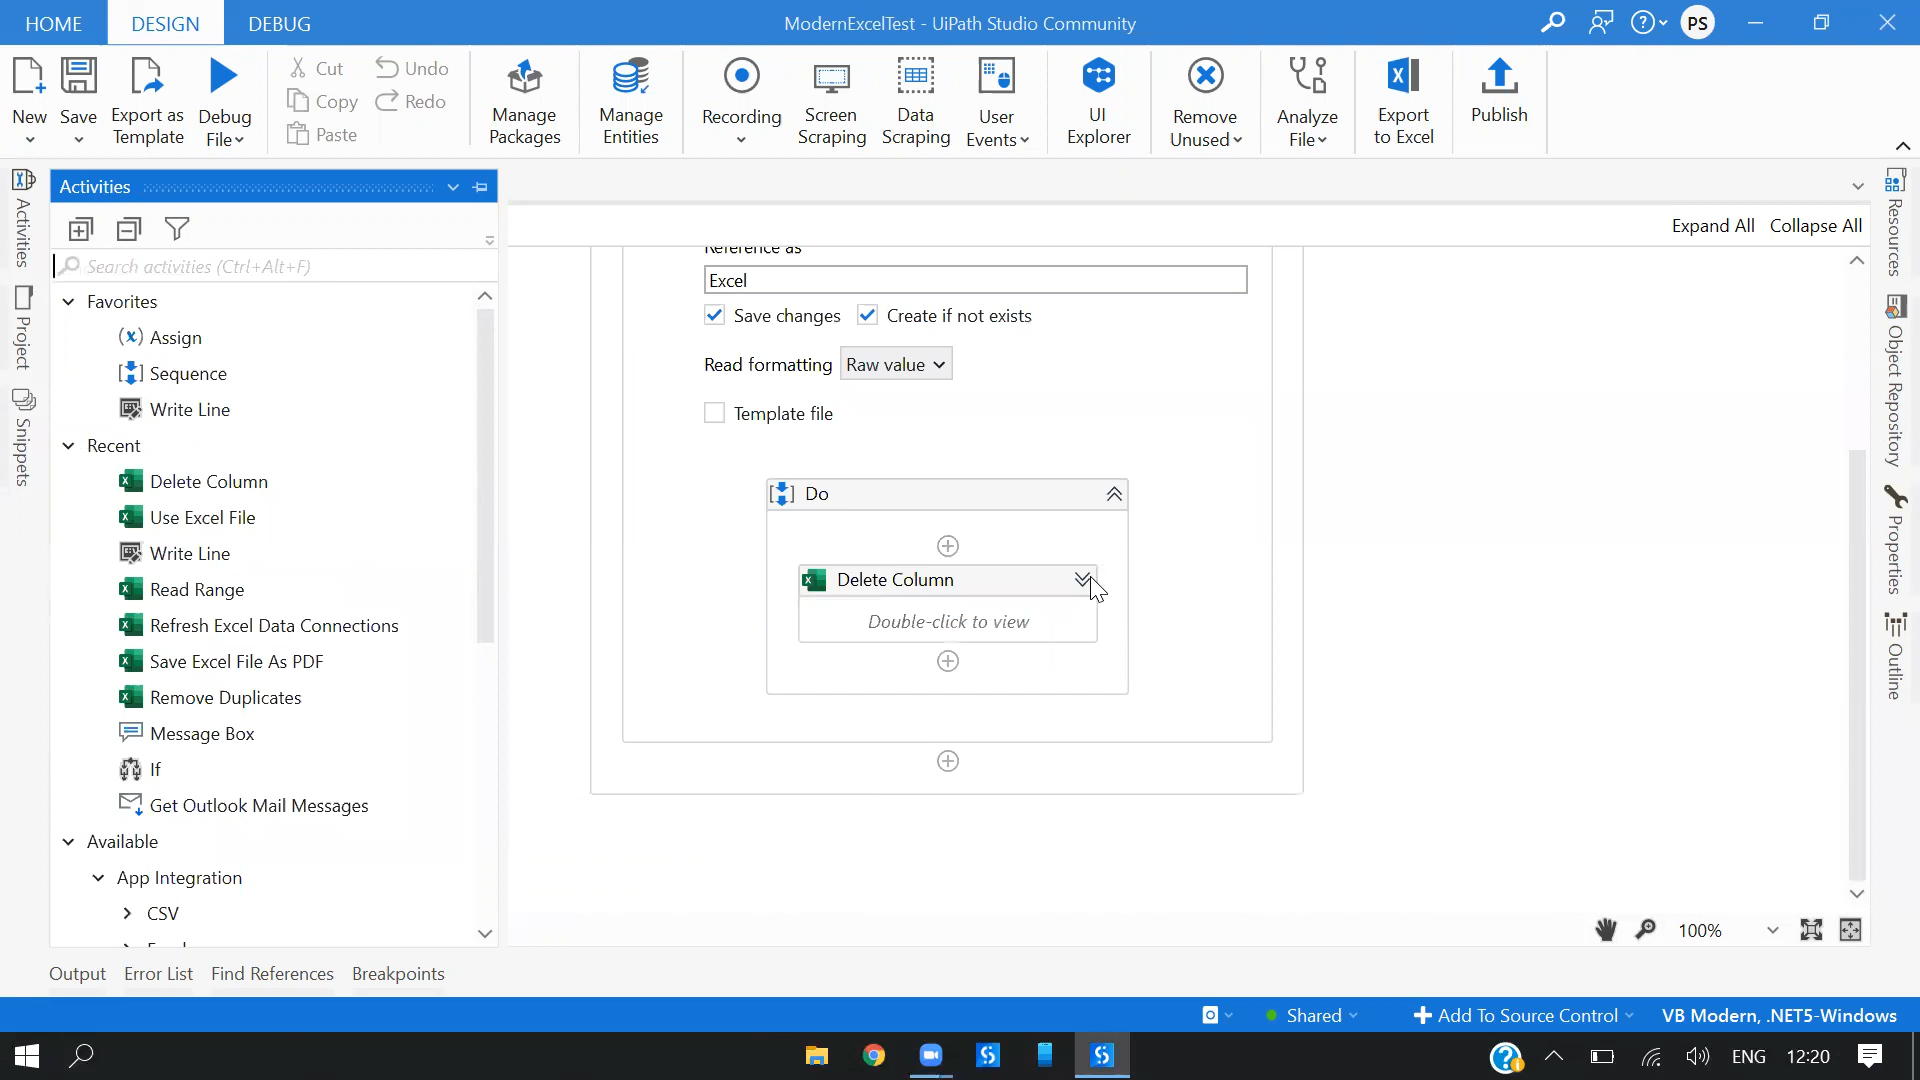 HOME DESIGN DEBUG ModernExcelTest - UiPath Studio Community PS
New Save Export as Template Debug File Cut Copy Paste Undo Redo Manage Packages Manage Entities Recording Screen Scraping Data Scraping User Events UI Explorer Remove Unused Analyze File Export to Excel Publish
Activities
Search activities (Ctrl+Alt+F)
Favorites
Assign
Sequence
Write Line
Recent
Delete Column
Use Excel File
Write Line
Read Range
Refresh Excel Data Connections
Save Excel File As PDF
Remove Duplicates
Message Box
If
Get Outlook Mail Messages
Available
App Integration
CSV
Activities
Project
Snippets
Expand All Collapse All
Reference as
Excel
Save changes Create if not exists
Read formatting Raw value
Template file
Do
Delete Column
Double-click to view
100%
Resources
Object Repository
Properties
Outline
Output Error List Find References Breakpoints
Shared Add To Source Control VB Modern, .NET5-Windows
ENG 12:20